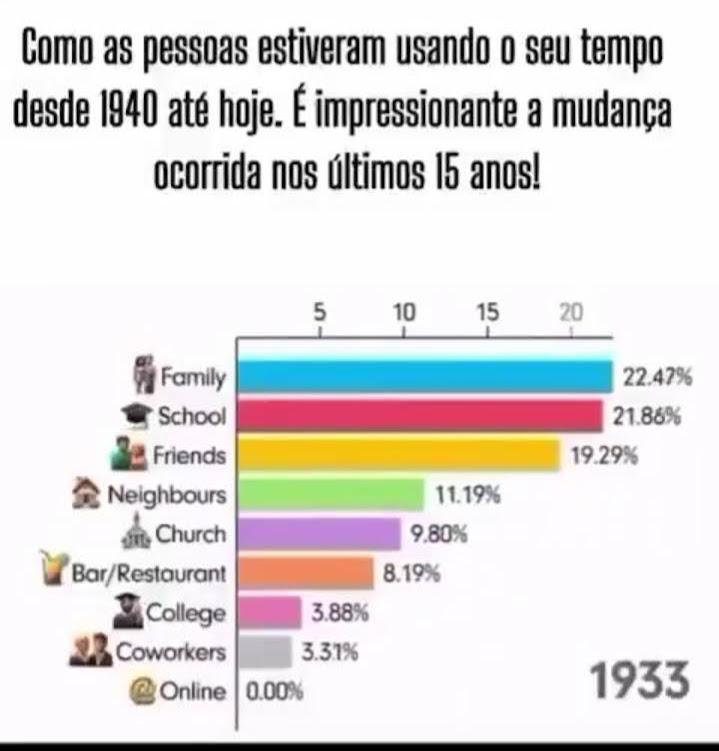 Como as pessoas estiveram usando o seu tempo
desde 1940 até hoje. É impressionante a mudança
ocorrida nos últimos 15 anos!
5 10 15 20
Family 22.47%
School 21.86%
Friends 19.29%
Neighbours 11.19%
Church 9.80%
Bar/Restaurant 8.19%
College 3.88%
Coworkers 3.31%
Online 0.00%
1933